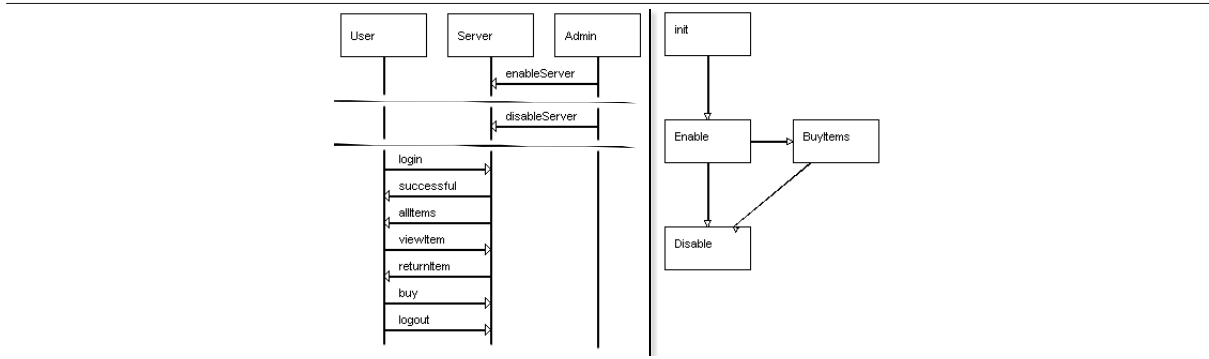 User Server Admin
enableServer
disableServer
login
successful
allItems
viewItem
returnItem
buy
logout
init
Enable BuyItems
Disable